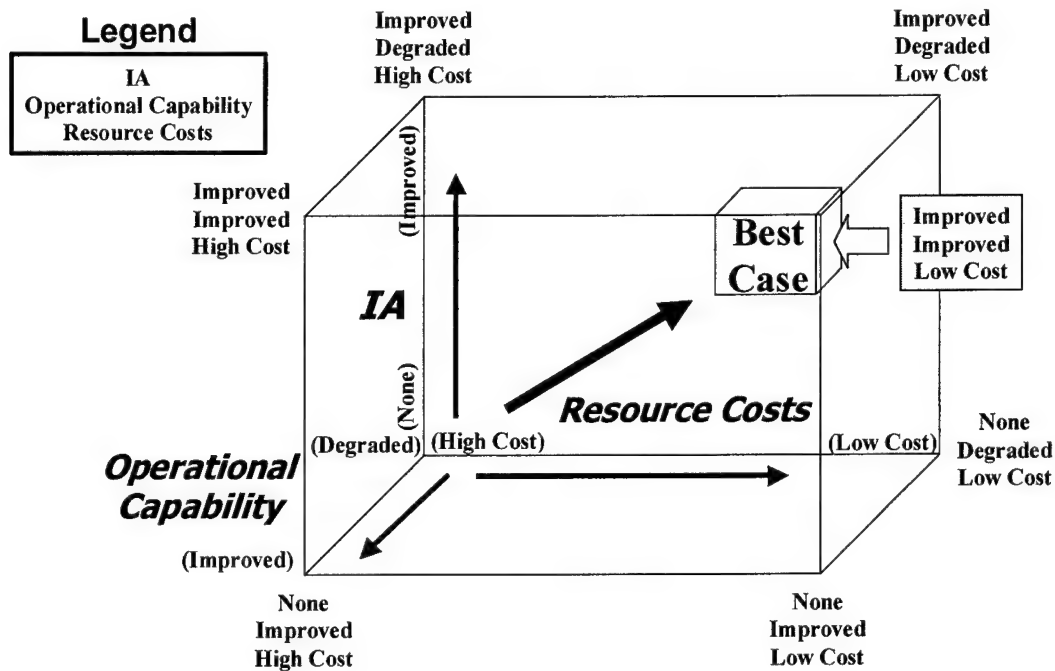 Legend
IA
Operational Capability
Resource Costs
Improved
Degraded
High Cost
Improved
Degraded
Low Cost
Improved
Improved
High Cost
(Improved)
Best
Case
Improved
Improved
Low Cost
IA
(None)
Resource Costs
(Degraded)
(High Cost)
(Low Cost)
None
Degraded
Low Cost
Operational
Capability
(Improved)
None
Improved
High Cost
None
Improved
Low Cost